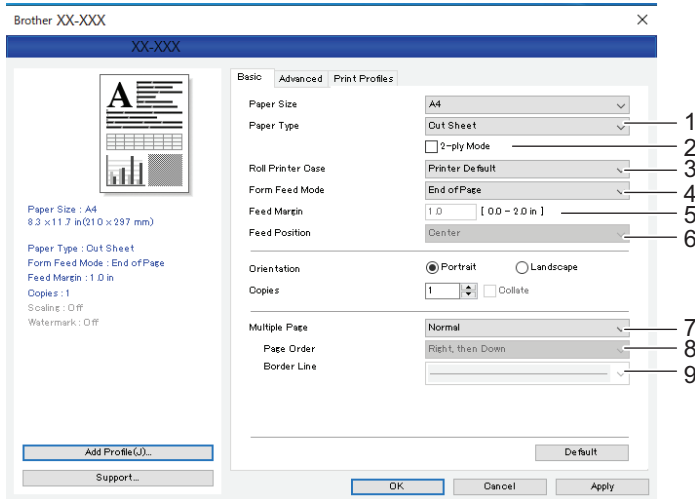 Brother XX-XXX
XX-XXX
A
Paper Size : A4
8.3 × 11.7 in(210 × 297 mm)
Paper Type : Cut Sheet
Form Feed Mode : End of Page
Feed Margin : 1.0 in
Copies : 1
Scaling : Off
Watermark : Off
Add Profile(J)...
Support...
Basic Advanced Print Profiles
Paper Size A4
Paper Type Cut Sheet 1
2-ply Mode 2
Roll Printer Case Printer Default 3
Form Feed Mode End of Page 4
Feed Margin 1.0 [ 0.0 - 2.0 in ] 5
Feed Position Center 6
Orientation Portrait Landscape
Copies 1 Collate
Multiple Page Normal 7
Page Order Right, then Down 8
Border Line 9
Default
OK Cancel Apply